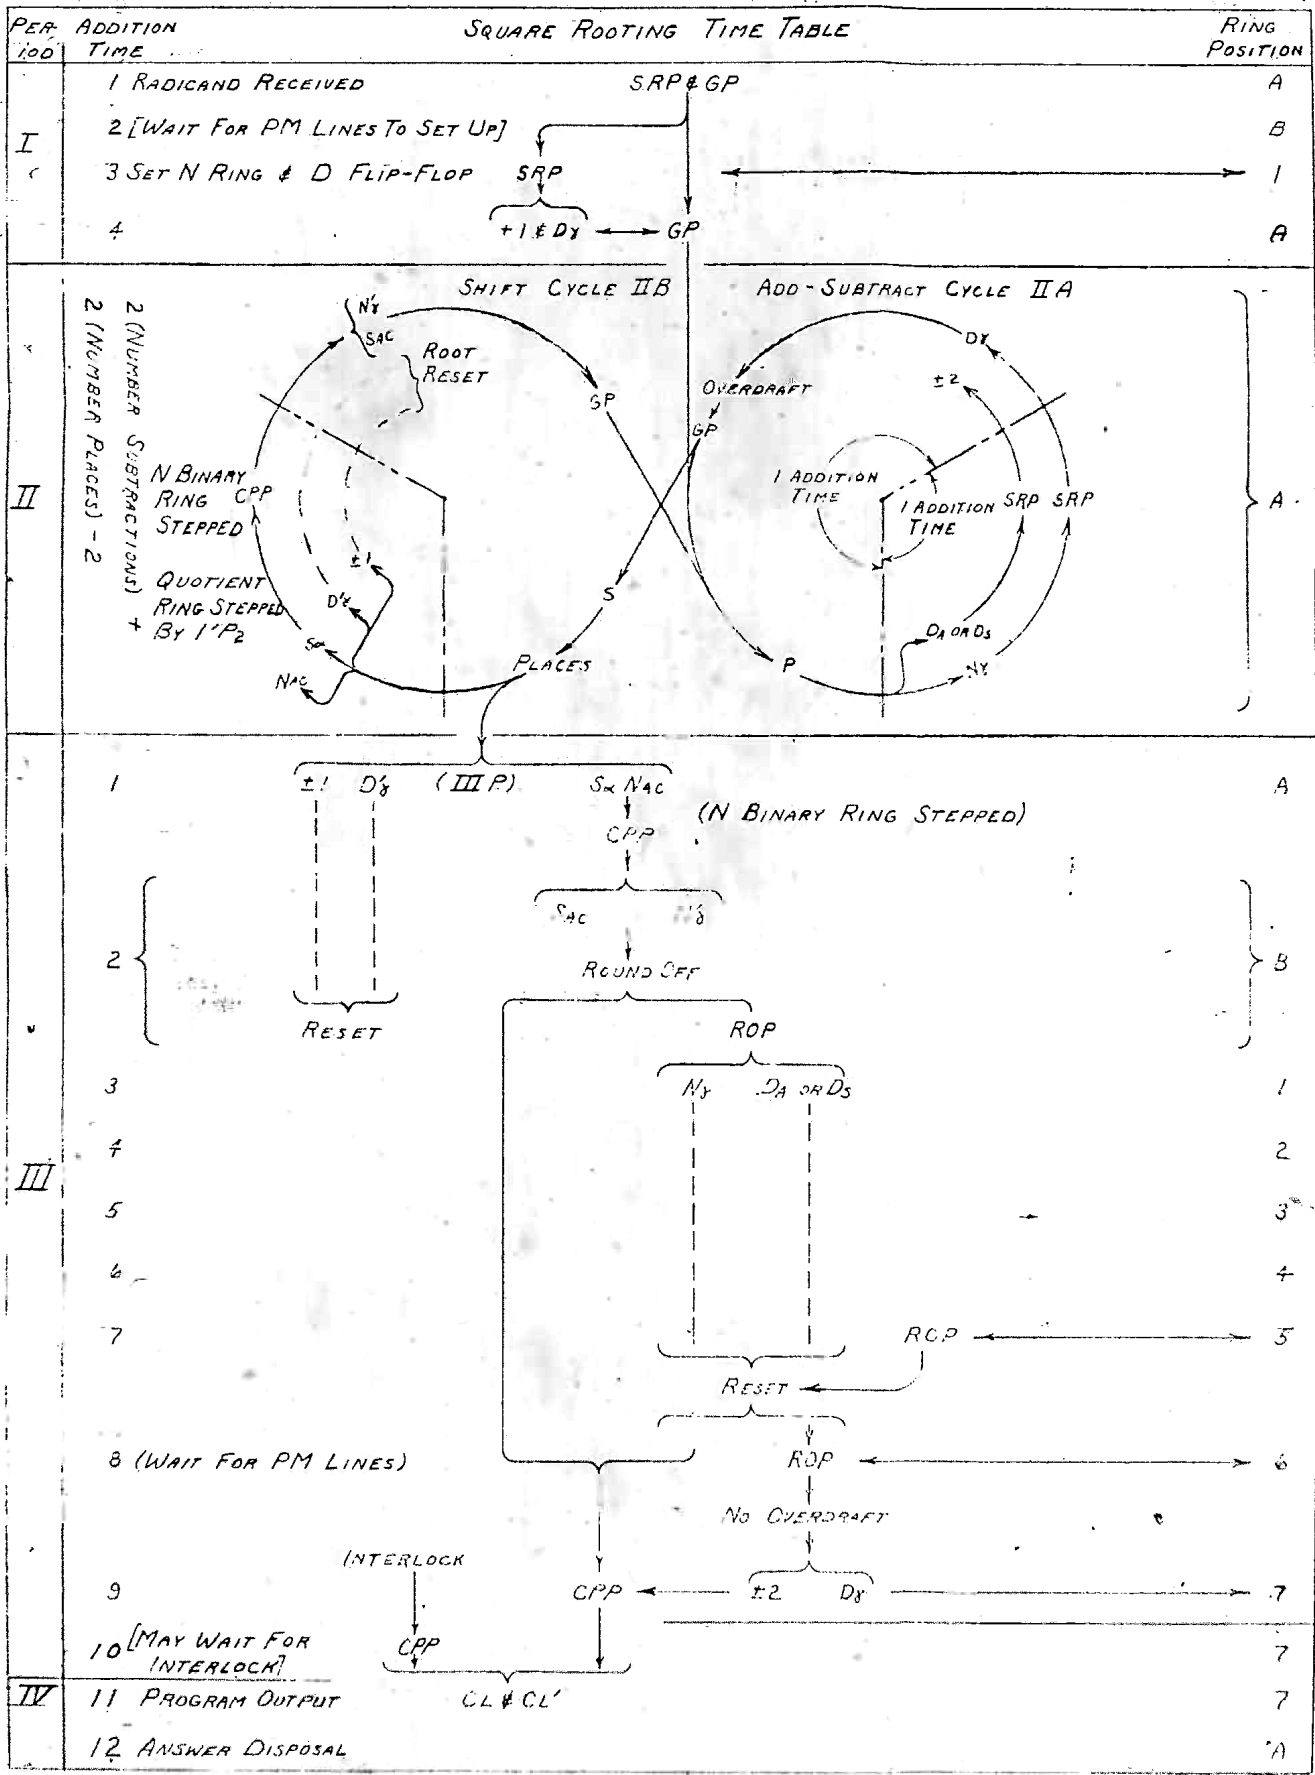 PER- ADDITION SQUARE ROOTING TIME TABLE RING
IOD TIME POSITION
I
1 RADICAND RECEIVED SRP & GP A
2 [WAIT FOR PM LINES TO SET UP] B
3 SET N RING & D FLIP-FLOP SRP 1
4 +1 & Dγ GP A
II
2 (NUMBER SUBTRACTIONS) +
2 (NUMBER PLACES) - 2
SHIFT CYCLE IIB
N'γ
SAC
ROOT
RESET
GP
N BINARY
RING CPP
STEPPED
±1
QUOTIENT
RING STEPPED
BY 1'P2
D'γ
Sα
NAC
S
PLACES
ADD-SUBTRACT CYCLE IIA
Dγ
OVERDRAFT
±2
GP
1 ADDITION
TIME
1 ADDITION
TIME
SRP SRP
DA OR DS
P
Nγ
A
III
1 ±1 D'γ (III P) Sα NAC A
(N BINARY RING STEPPED)
CPP
SAC N'γ
2 ROUND OFF B
RESET ROP
3 Nγ DA OR DS 1
4 2
5 3
6 4
7 ROP 5
RESET
8 (WAIT FOR PM LINES) ROP 6
NO OVERDRAFT
INTERLOCK
9 CPP ±2 Dγ 7
10 [MAY WAIT FOR CPP 7
INTERLOCK]
IV 11 PROGRAM OUTPUT CL & CL' 7
12 ANSWER DISPOSAL A